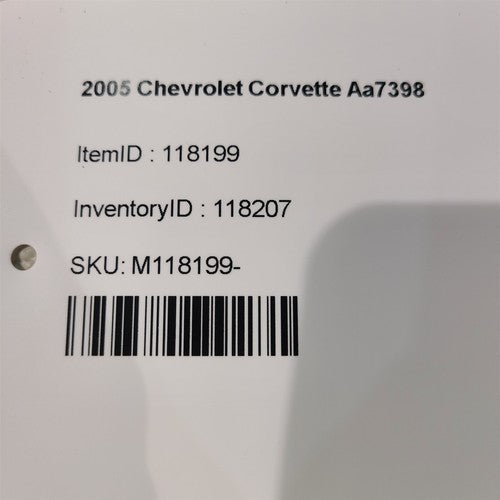 2005 Chevrolet Corvette Aa7398
ItemID : 118199
InventoryID : 118207
SKU: M118199-